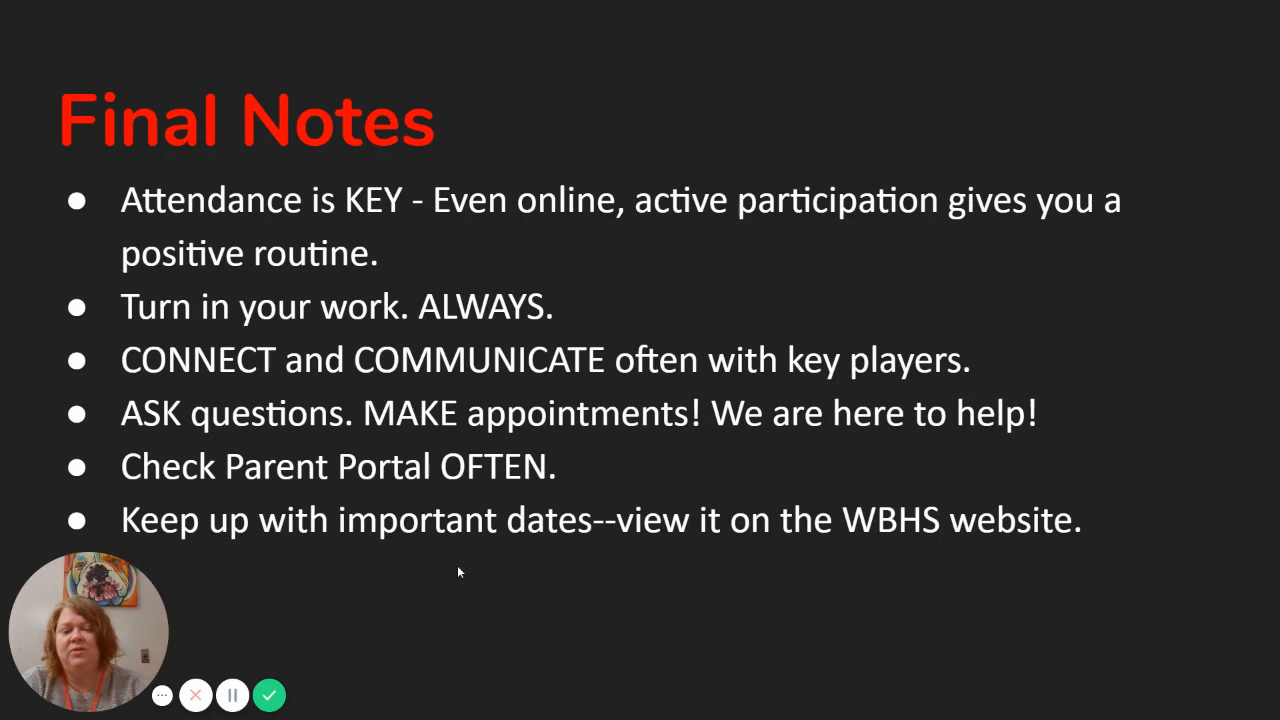 Final Notes
● Attendance is KEY - Even online, active participation gives you a
positive routine.
● Turn in your work. ALWAYS.
● CONNECT and COMMUNICATE often with key players.
● ASK questions. MAKE appointments! We are here to help!
● Check Parent Portal OFTEN.
● Keep up with important dates--view it on the WBHS website.